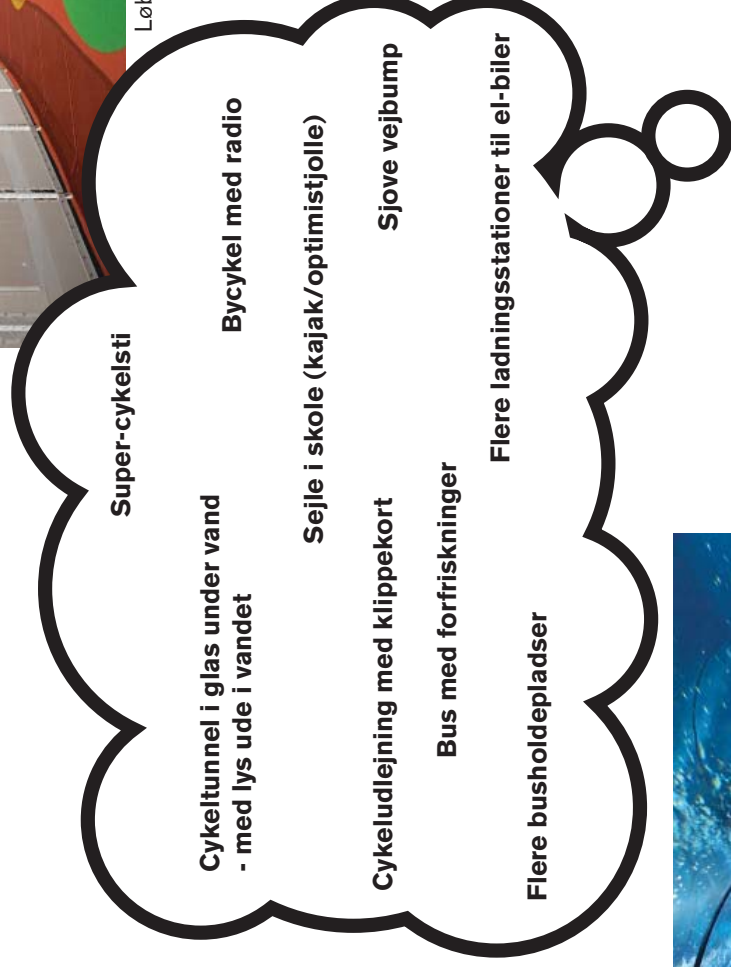 Super-cykelsti
Cykeltunnel i glas under vand
- med lys ude i vandet
Bycykel med radio
Sejle i skole (kajak/optimistjolle)
Cykeludlejning med klippekort
Sjove vejbump
Bus med forfriskninger
Flere ladningsstationer til el-biler
Flere busholdepladser